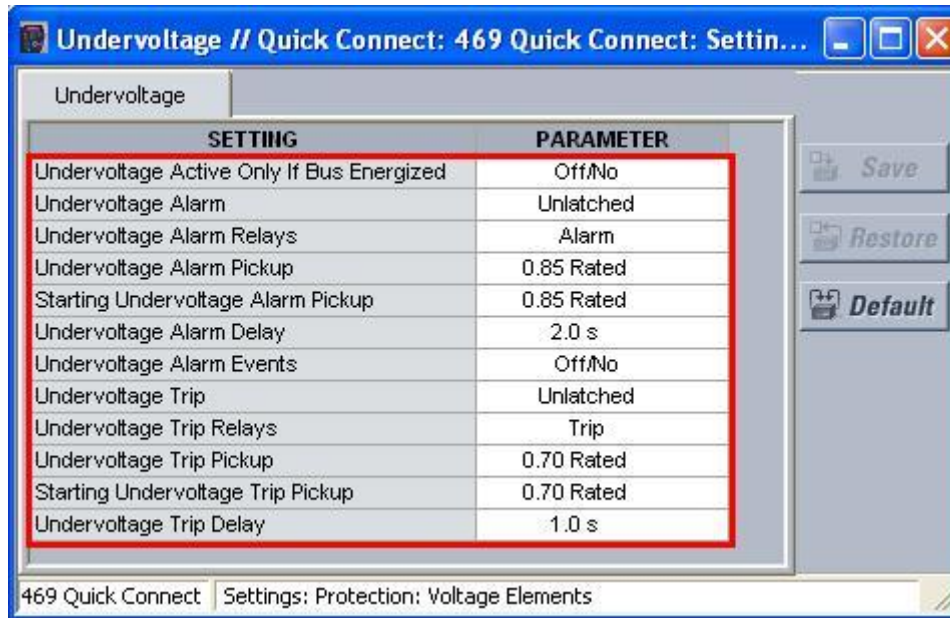 Undervoltage // Quick Connect: 469 Quick Connect: Settin...
Undervoltage
SETTING PARAMETER
Undervoltage Active Only If Bus Energized Off/No
Undervoltage Alarm Unlatched
Undervoltage Alarm Relays Alarm
Undervoltage Alarm Pickup 0.85 Rated
Starting Undervoltage Alarm Pickup 0.85 Rated
Undervoltage Alarm Delay 2.0 s
Undervoltage Alarm Events Off/No
Undervoltage Trip Unlatched
Undervoltage Trip Relays Trip
Undervoltage Trip Pickup 0.70 Rated
Starting Undervoltage Trip Pickup 0.70 Rated
Undervoltage Trip Delay 1.0 s
Save
Restore
Default
469 Quick Connect Settings: Protection: Voltage Elements